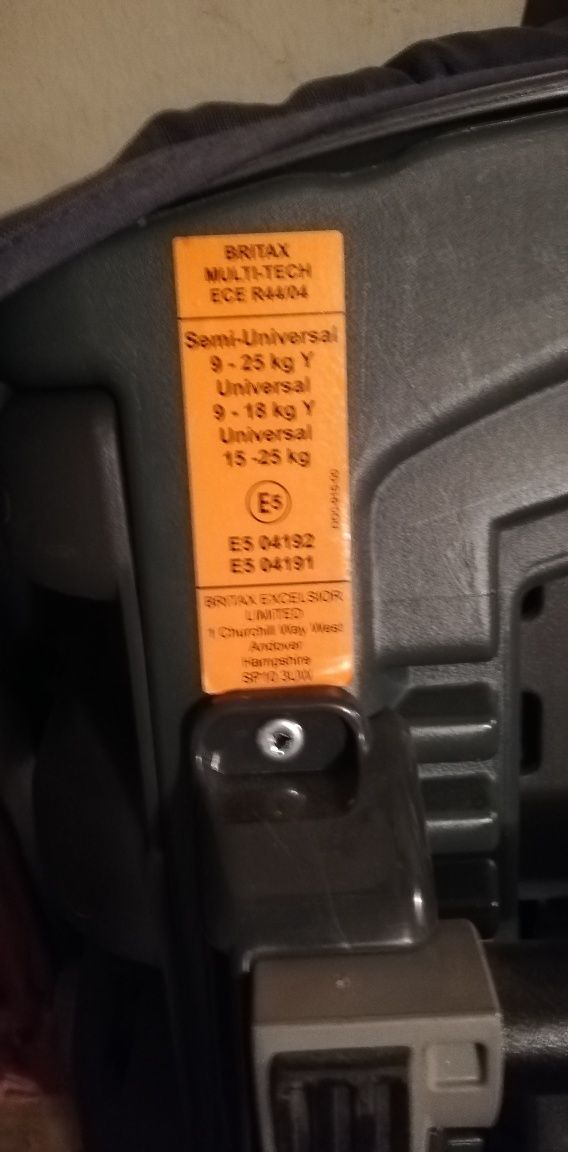 BRITAX
MULTI-TECH
ECE R44/04
Semi-Universal
9 - 25 kg Y
Universal
9 - 18 kg Y
Universal
15 -25 kg
E5
E5 04192
E5 04191
BRITAX EXCELSIOR
LIMITED
1 Churchill Way West
Andover
Hampshire
SP10 3UW